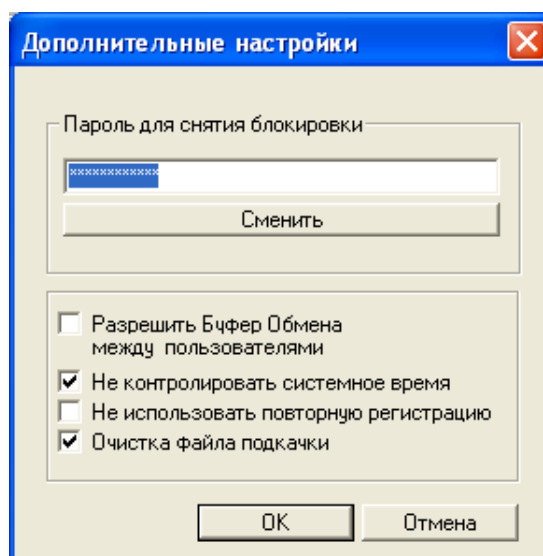 Дополнительные настройки
Пароль для снятия блокировки
************
Сменить
Разрешить Буфер Обмена
между пользователями
Не контролировать системное время
Не использовать повторную регистрацию
Очистка файла подкачки
OK
Отмена